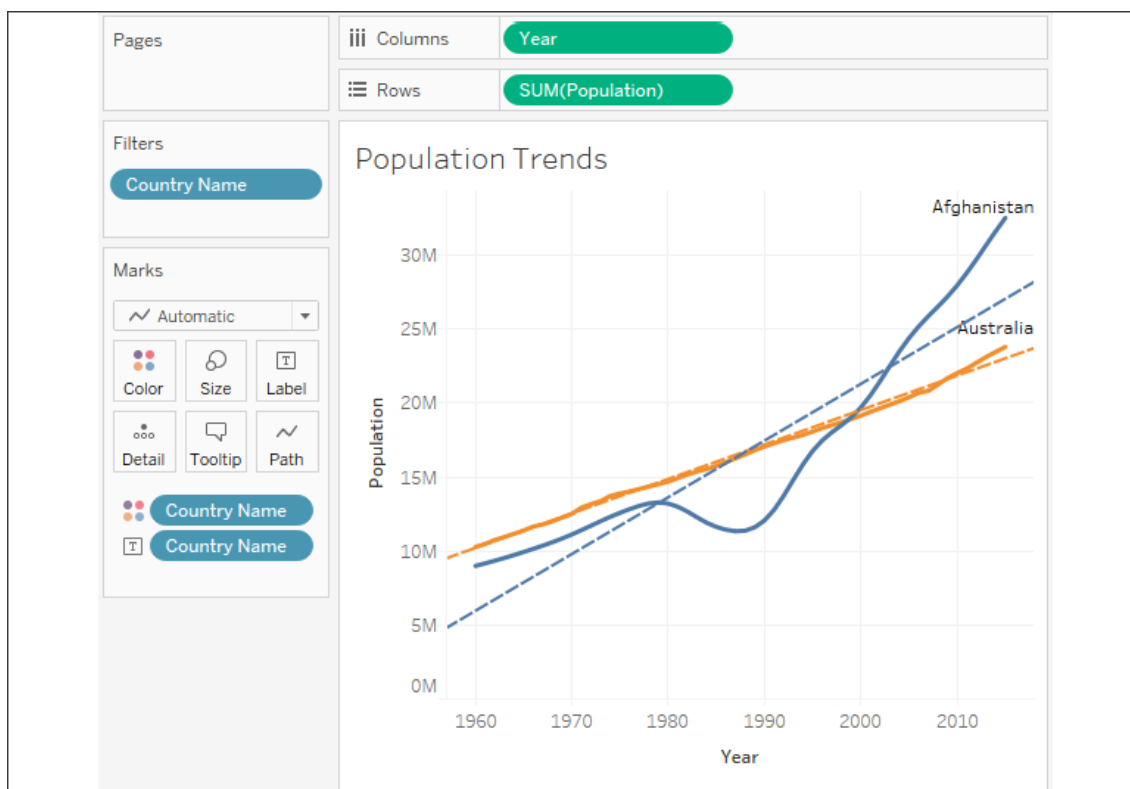 Pages
Columns
Year
Rows
SUM(Population)
Filters
Country Name
Marks
Automatic
Color
Size
T
Label
Detail
Tooltip
Path
Country Name
T
Country Name
Population Trends
Afghanistan
Australia
30M
25M
20M
15M
10M
5M
0M
Population
1960 1970 1980 1990 2000 2010
Year